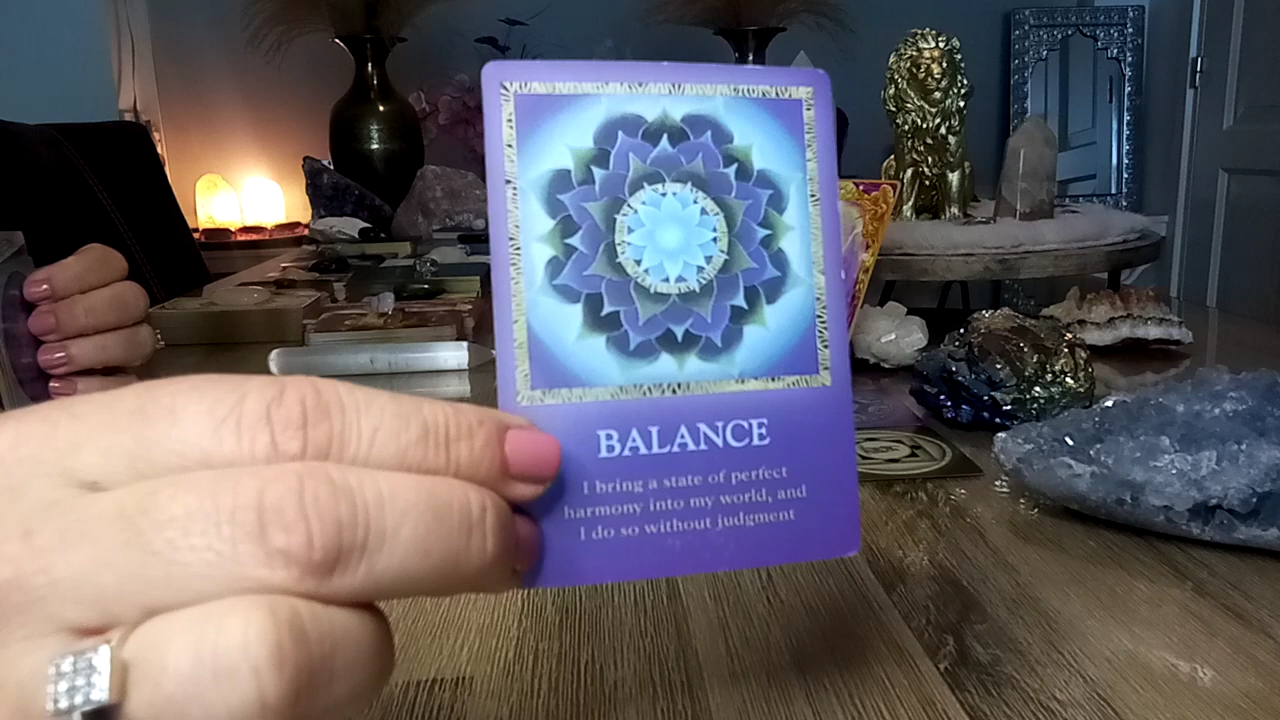 BALANCE
I bring a state of perfect
harmony into my world, and
I do so without judgment